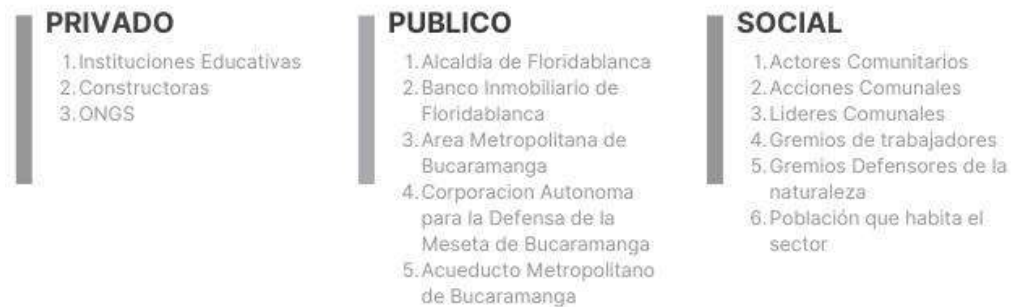 PRIVADO
1. Instituciones Educativas
2. Constructoras
3. ONGS
PUBLICO
1. Alcaldía de Floridablanca
2. Banco Inmobiliario de
Floridablanca
3. Area Metropolitana de
Bucaramanga
4. Corporacion Autonoma
para la Defensa de la
Meseta de Bucaramanga
5. Acueducto Metropolitano
de Bucaramanga
SOCIAL
1. Actores Comunitarios
2. Acciones Comunales
3. Lideres Comunales
4. Gremios de trabajadores
5. Gremios Defensores de la
naturaleza
6. Población que habita el
sector